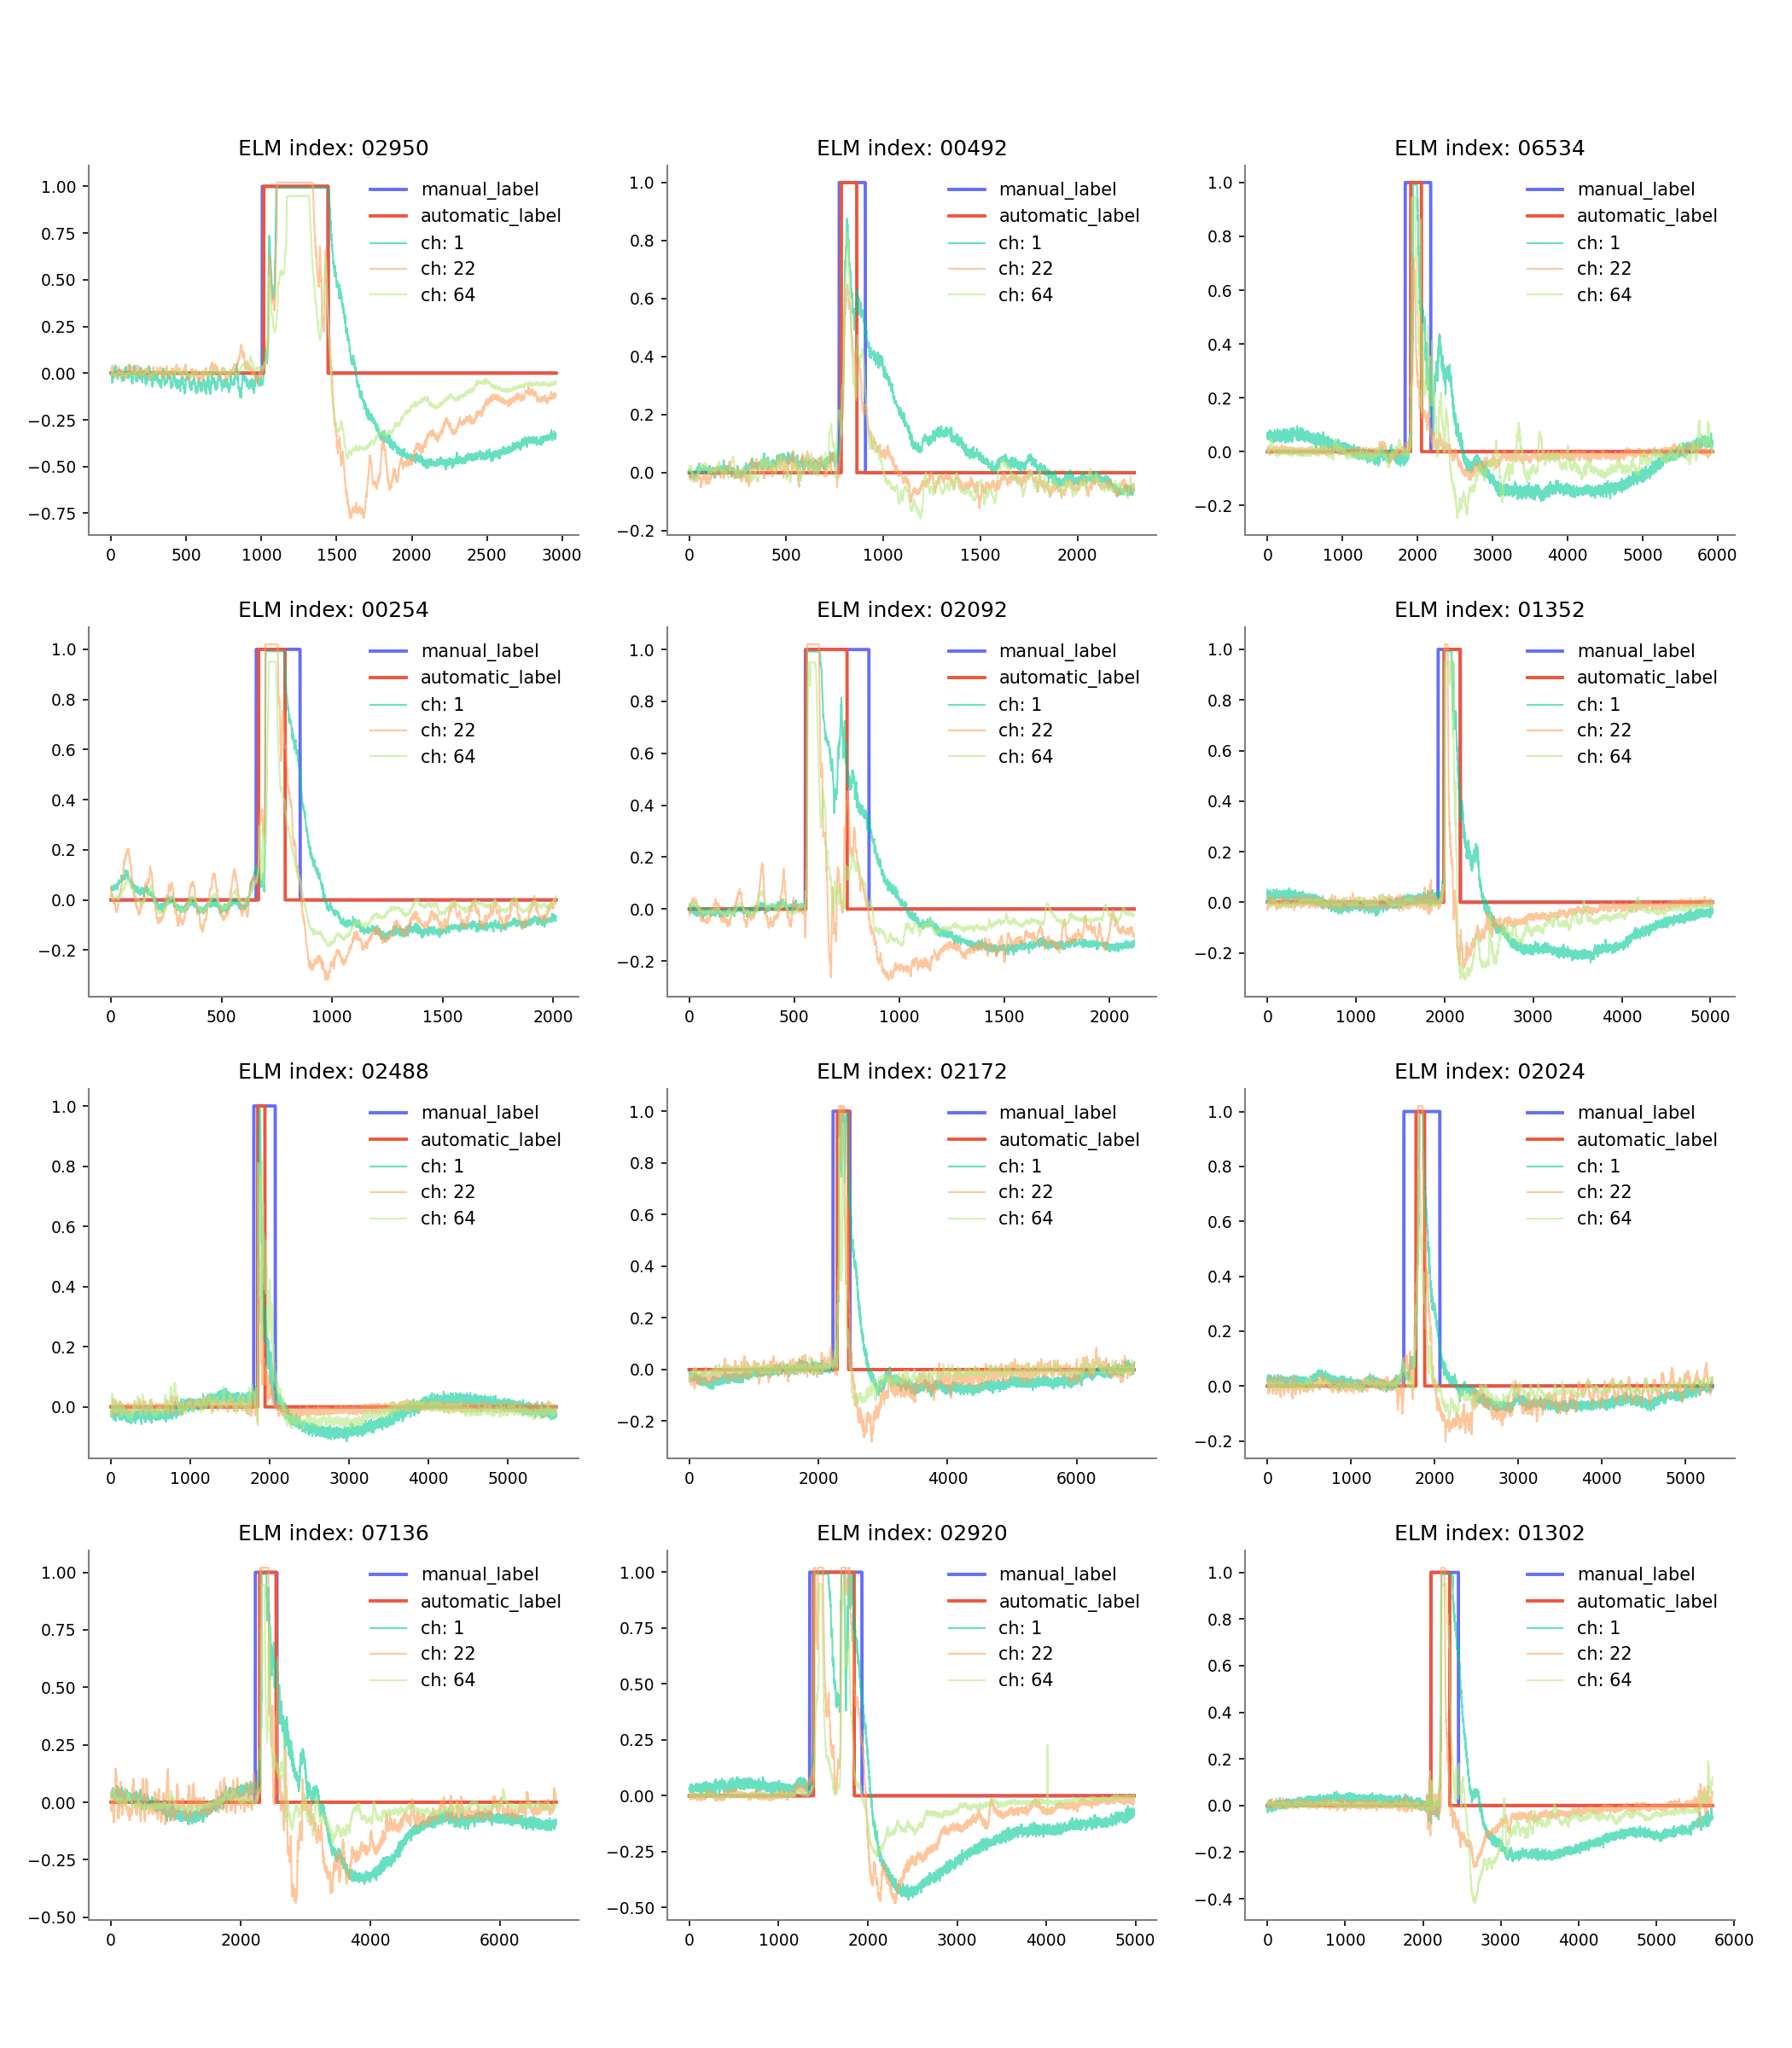 ELM index: 02950
1.00
0.75
0.50
0.25
0.00
−0.25
−0.50
−0.75
0 500 1000 1500 2000 2500 3000
manual_label
automatic_label
ch: 1
ch: 22
ch: 64
ELM index: 00492
1.0
0.8
0.6
0.4
0.2
0.0
−0.2
0 500 1000 1500 2000
manual_label
automatic_label
ch: 1
ch: 22
ch: 64
ELM index: 06534
1.0
0.8
0.6
0.4
0.2
0.0
−0.2
0 1000 2000 3000 4000 5000 6000
manual_label
automatic_label
ch: 1
ch: 22
ch: 64
ELM index: 00254
1.0
0.8
0.6
0.4
0.2
0.0
−0.2
0 500 1000 1500 2000
manual_label
automatic_label
ch: 1
ch: 22
ch: 64
ELM index: 02092
1.0
0.8
0.6
0.4
0.2
0.0
−0.2
0 500 1000 1500 2000
manual_label
automatic_label
ch: 1
ch: 22
ch: 64
ELM index: 01352
1.0
0.8
0.6
0.4
0.2
0.0
−0.2
0 1000 2000 3000 4000 5000
manual_label
automatic_label
ch: 1
ch: 22
ch: 64
ELM index: 02488
1.0
0.8
0.6
0.4
0.2
0.0
0 1000 2000 3000 4000 5000
manual_label
automatic_label
ch: 1
ch: 22
ch: 64
ELM index: 02172
1.0
0.8
0.6
0.4
0.2
0.0
−0.2
0 2000 4000 6000
manual_label
automatic_label
ch: 1
ch: 22
ch: 64
ELM index: 02024
1.0
0.8
0.6
0.4
0.2
0.0
−0.2
0 1000 2000 3000 4000 5000
manual_label
automatic_label
ch: 1
ch: 22
ch: 64
ELM index: 07136
1.00
0.75
0.50
0.25
0.00
−0.25
−0.50
0 2000 4000 6000
manual_label
automatic_label
ch: 1
ch: 22
ch: 64
ELM index: 02920
1.00
0.75
0.50
0.25
0.00
−0.25
−0.50
0 1000 2000 3000 4000 5000
manual_label
automatic_label
ch: 1
ch: 22
ch: 64
ELM index: 01302
1.0
0.8
0.6
0.4
0.2
0.0
−0.2
−0.4
0 1000 2000 3000 4000 5000 6000
manual_label
automatic_label
ch: 1
ch: 22
ch: 64